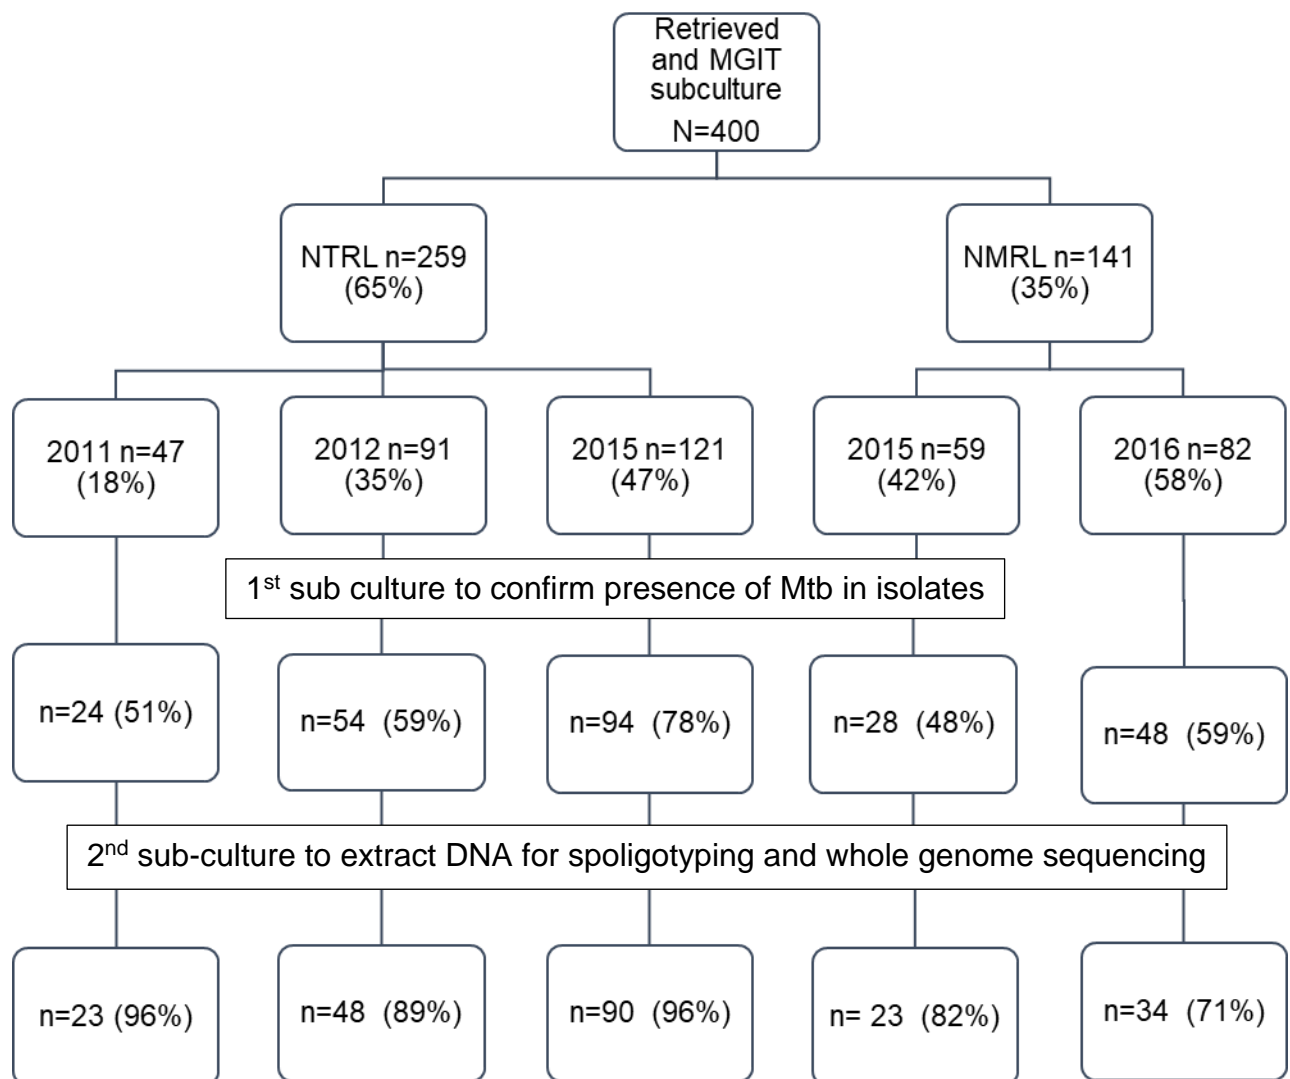 Retrieved
and MGIT
subculture
N=400
NTRL n=259
(65%)
NMRL n=141
(35%)
2011 n=47
(18%)
2012 n=91
(35%)
2015 n=121
(47%)
2015 n=59
(42%)
2016 n=82
(58%)
1st sub culture to confirm presence of Mtb in isolates
n=24 (51%)
n=54 (59%)
n=94 (78%)
n=28 (48%)
n=48 (59%)
2nd sub-culture to extract DNA for spoligotyping and whole genome sequencing
n=23 (96%)
n=48 (89%)
n=90 (96%)
n= 23 (82%)
n=34 (71%)